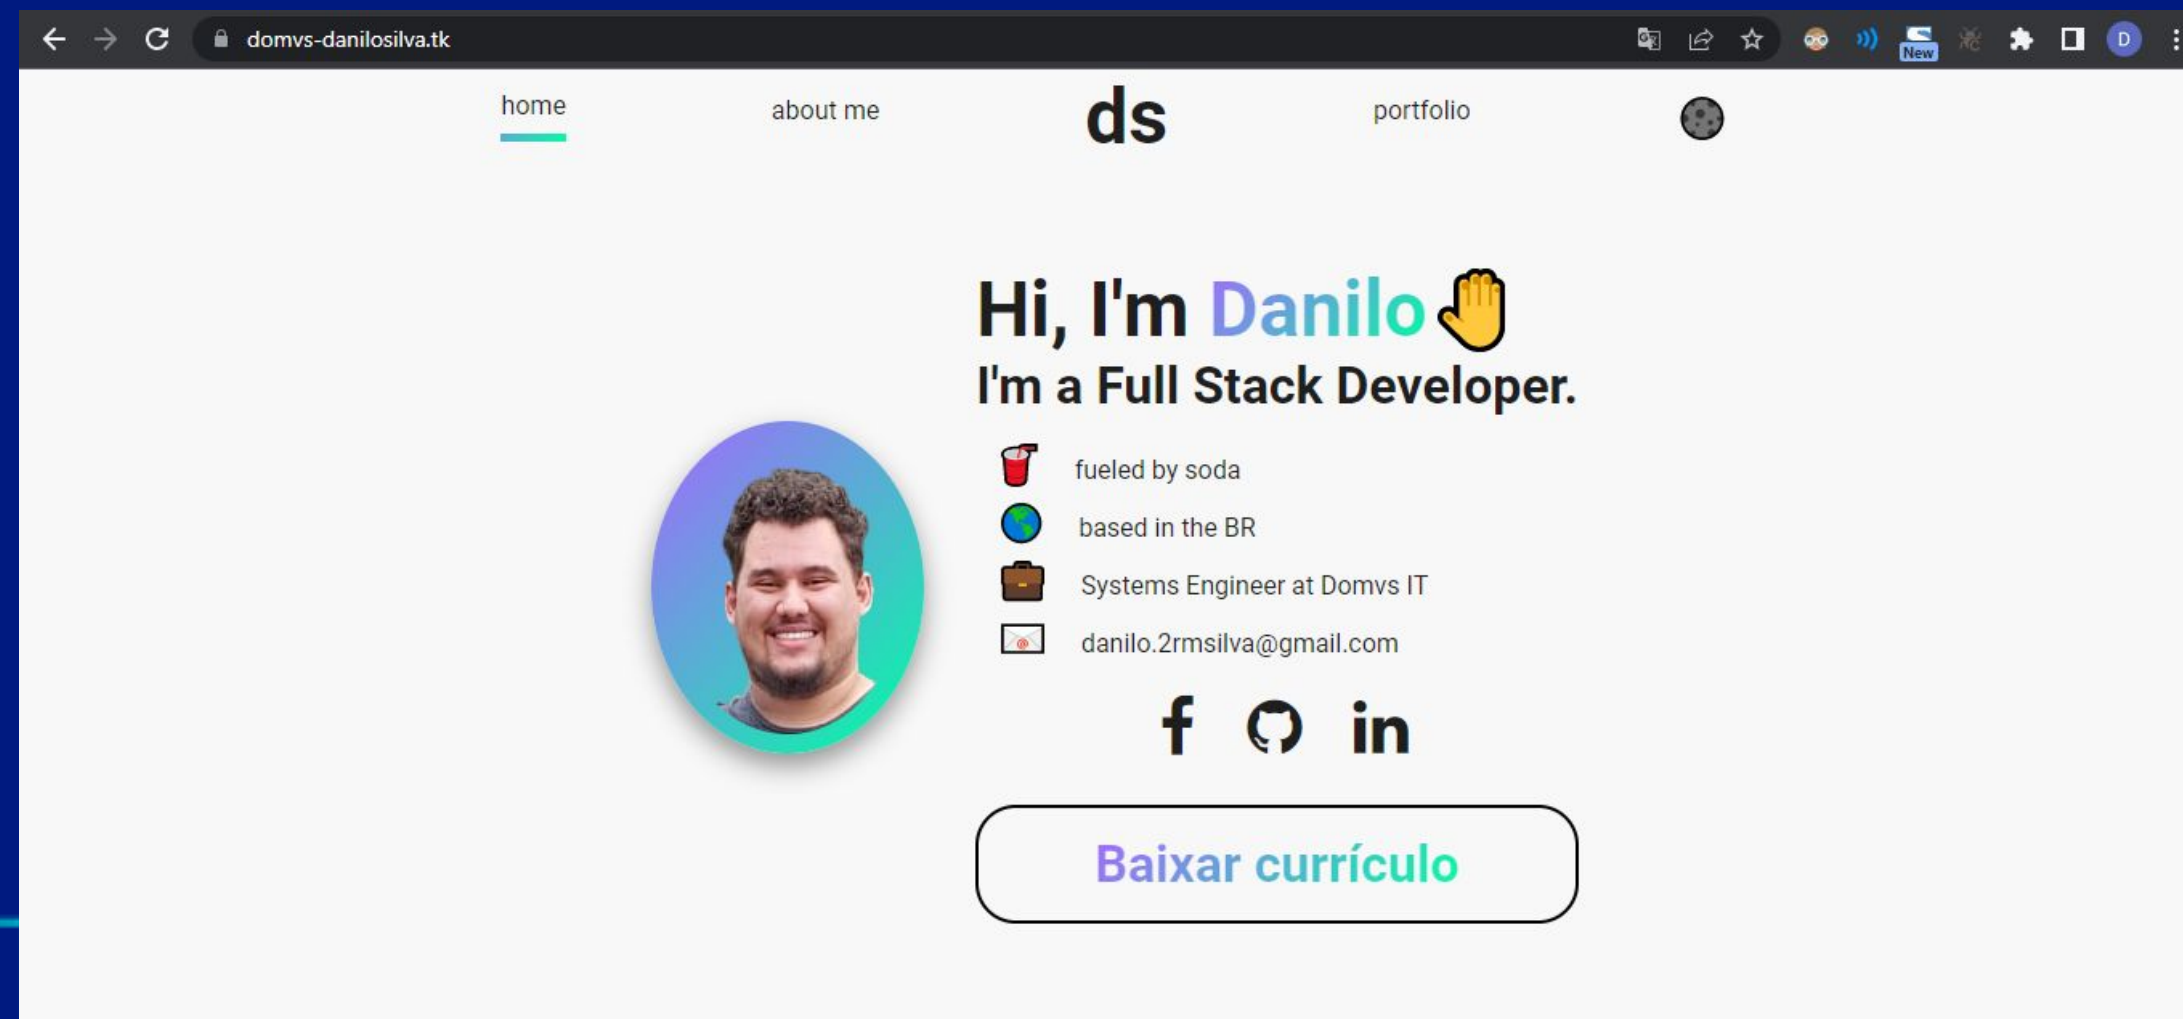 domvs-danilosilva.tk
New
D
home
about me
ds
portfolio
Hi, I'm Danilo
I'm a Full Stack Developer.
fueled by soda
based in the BR
Systems Engineer at Domvs IT
danilo.2rmsilva@gmail.com
f in
Baixar currículo